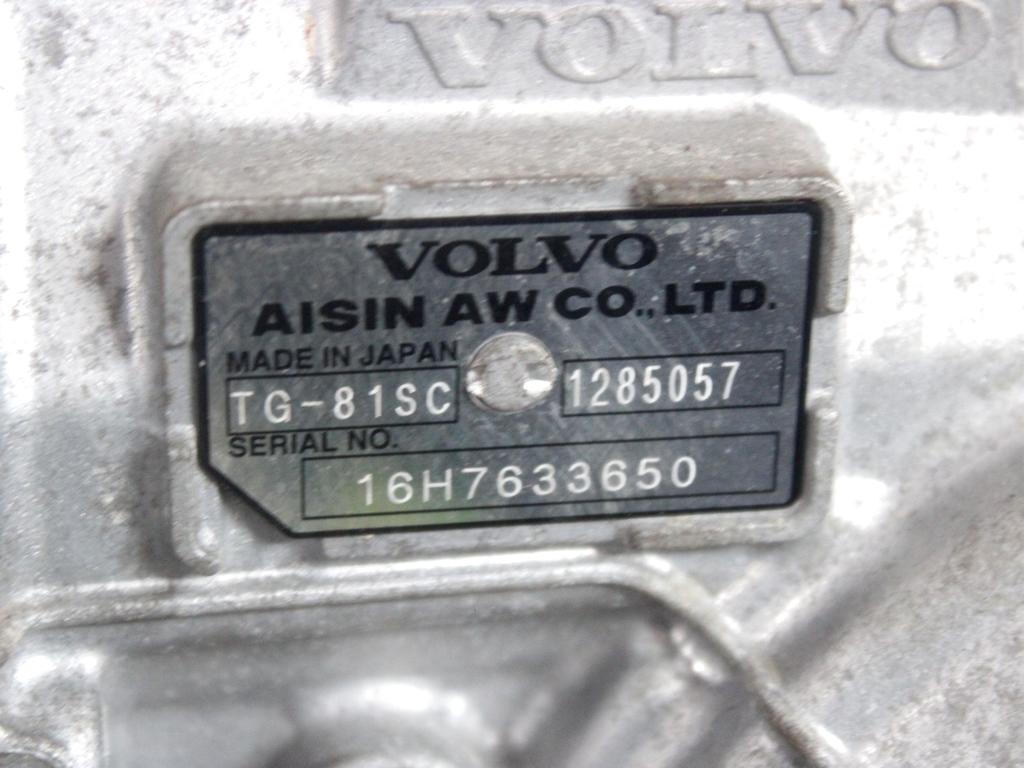 VOLVO
VOLVO
AISIN AW CO., LTD.
MADE IN JAPAN
TG-81SC 1285057
SERIAL NO.
16H7633650